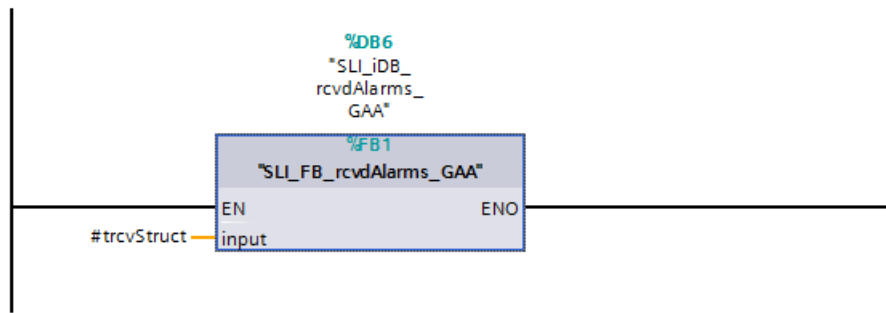 %DB6
"SLI_iDB_
rcvdAlarms_
GAA"
%FB1
"SLI_FB_rcvdAlarms_GAA"
EN ENO
#trcvStruct input